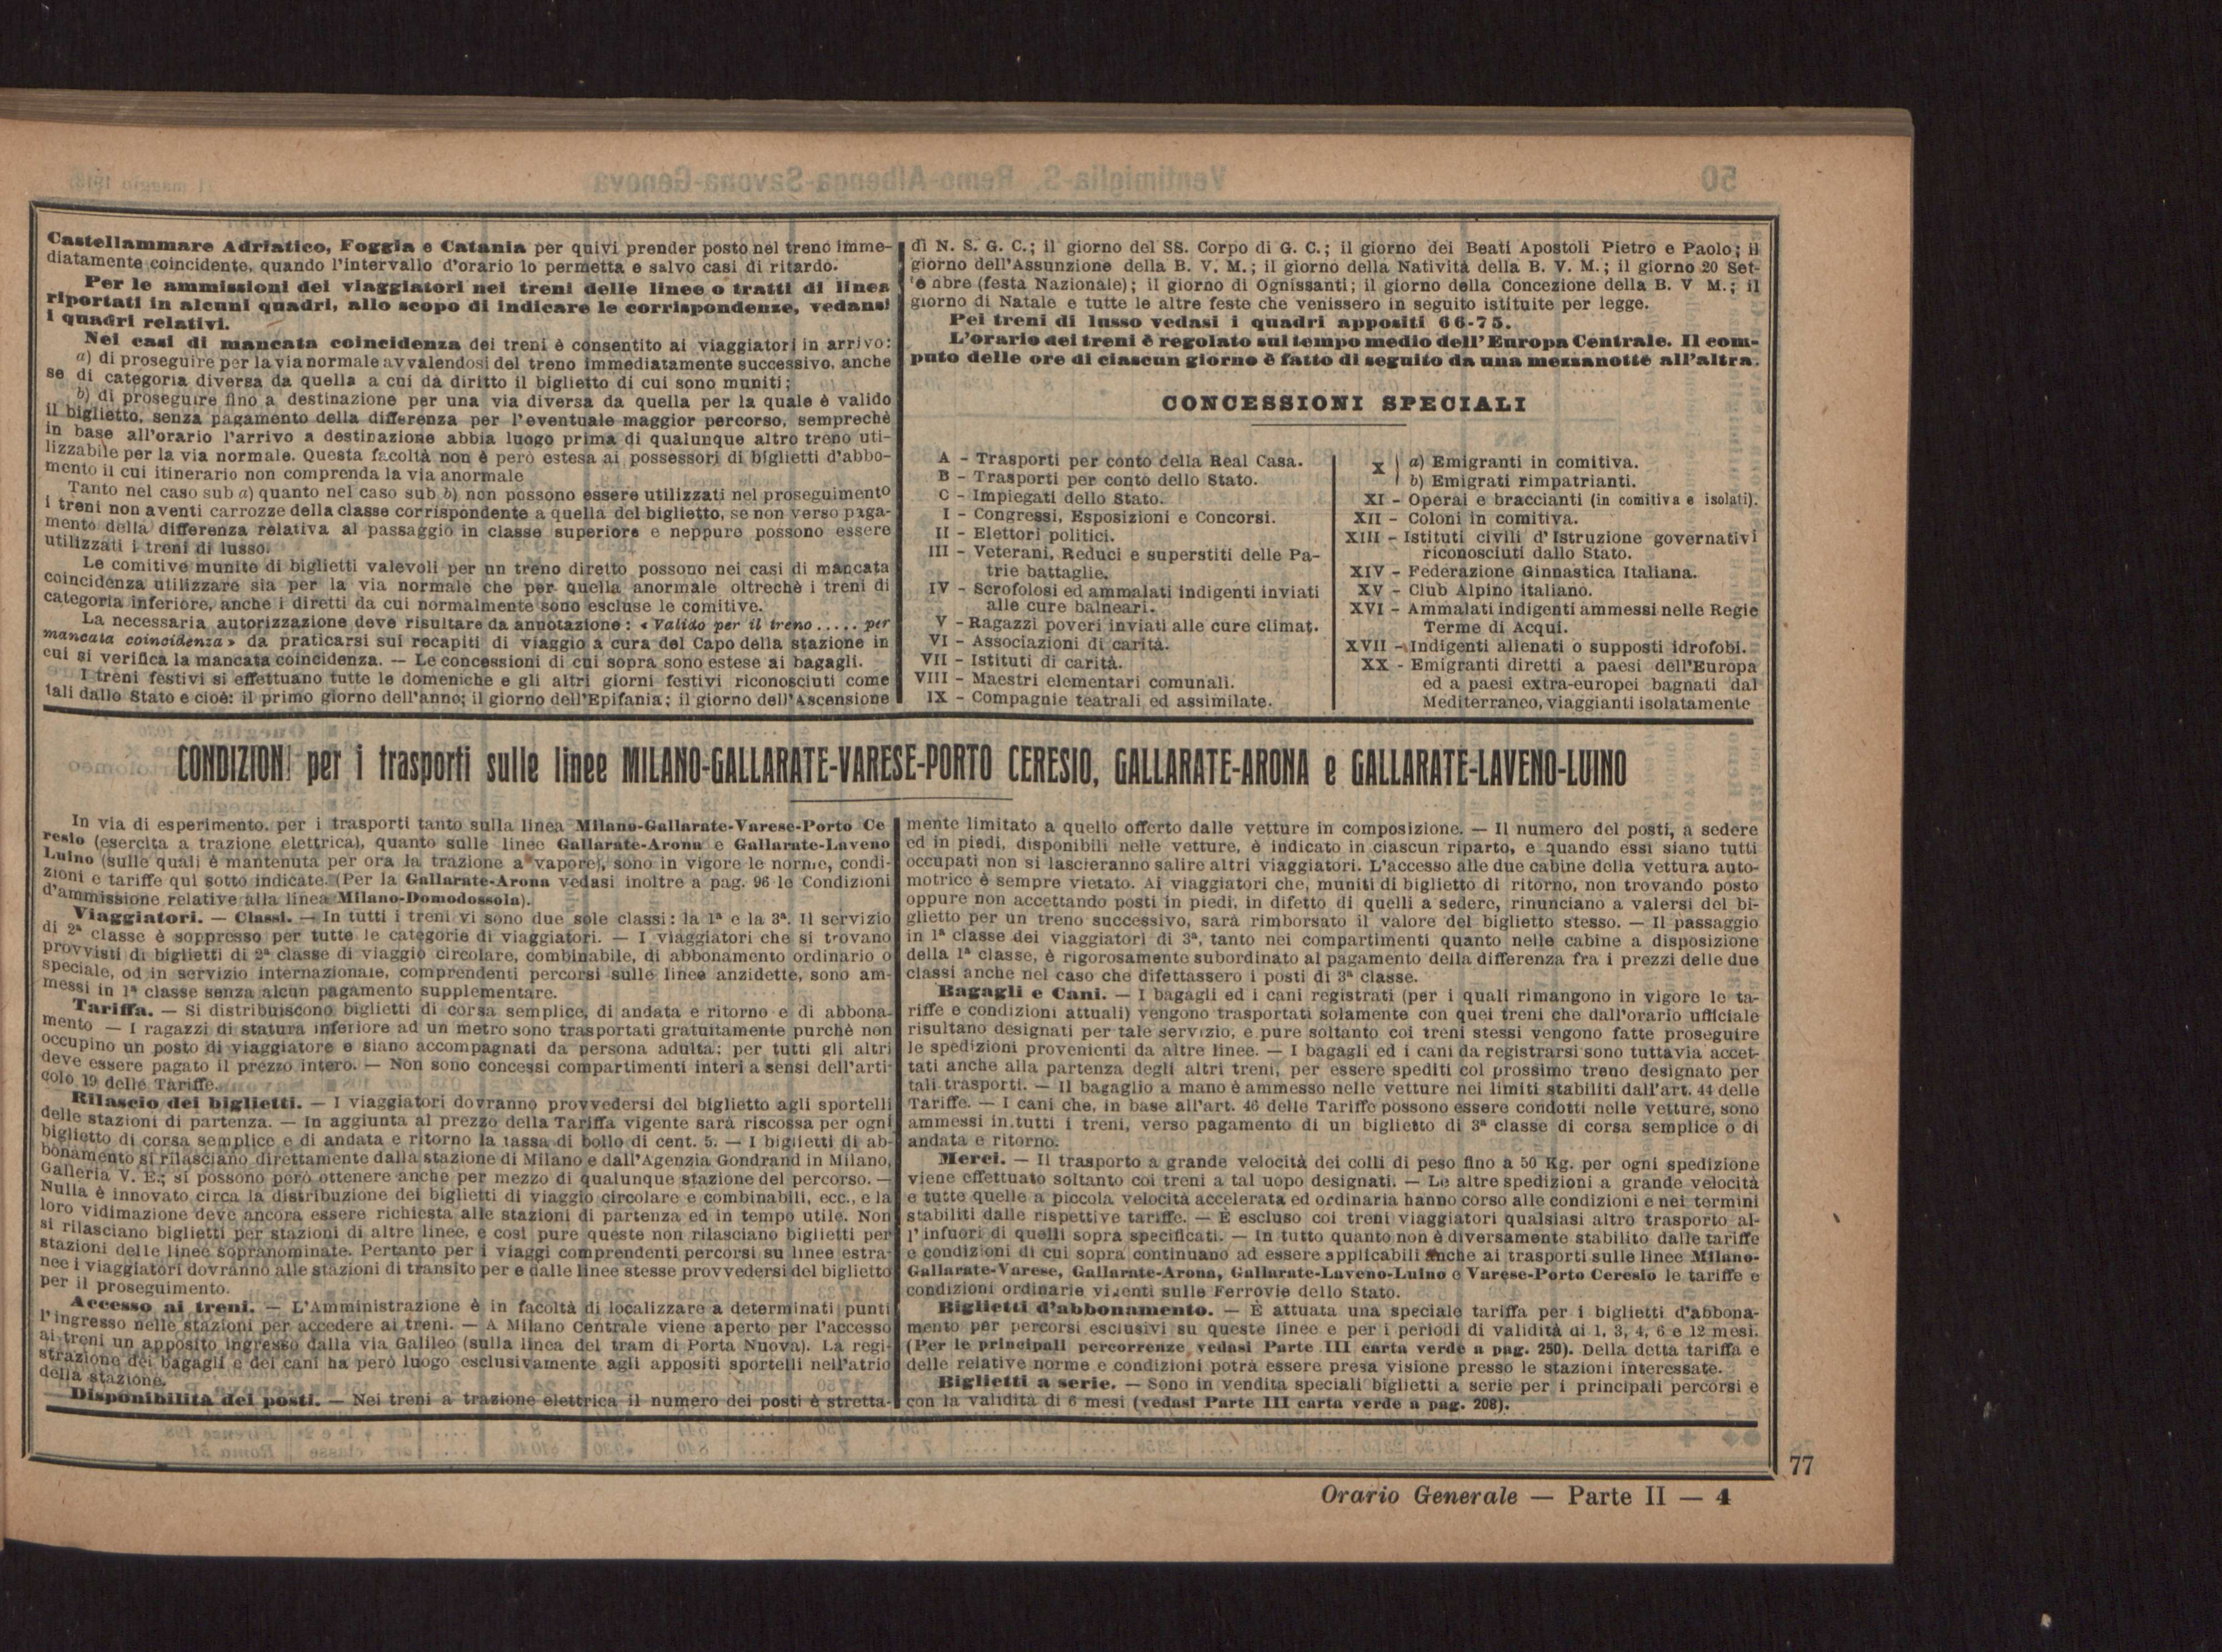 Castellammare Adriatico, Foggia e Catania per quivi prender posto nel treno imme-
diatamente coincidente, quando l'intervallo d'orario lo permetta e salvo casi di ritardo.
Per le ammissioni dei viaggiatori nei treni delle linee o tratti di linea
riportati in alcuni quadri, allo scopo di indicare le corrispondenze, vedansi
i quadri relativi.
Nei casi di mancata coincidenza dei treni è consentito ai viaggiatori in arrivo:
a) di proseguire per la via normale avvalendosi del treno immediatamente successivo, anche
se di categoria diversa da quella a cui dà diritto il biglietto di cui sono muniti;
b) di proseguire fino a destinazione per una via diversa da quella per la quale è valido
il biglietto, senza pagamento della differenza per l'eventuale maggior percorso, sempreché
in base all'orario l'arrivo a destinazione abbia luogo prima di qualunque altro treno uti-
lizzabile per la via normale. Questa facoltà non è però estesa ai possessori di biglietti d'abbo-
mento il cui itinerario non comprenda la via anormale
Tanto nel caso sub a) quanto nel caso sub b) non possono essere utilizzati nel proseguimento
i treni non aventi carrozze della classe corrispondente a quella del biglietto, se non verso paga-
mento della differenza relativa al passaggio in classe superiore e neppure possono essere
utilizzati i treni di lusso.
Le comitive munite di biglietti valevoli per un treno diretto possono nei casi di mancata
coincidenza utilizzare sia per la via normale che per quella anormale oltreché i treni di
categoria inferiore, anche i diretti da cui normalmente sono escluse le comitive.
La necessaria autorizzazione deve risultare da annotazione: «Valido per il treno..... per
mancata coincidenza» da praticarsi sui recapiti di viaggio a cura del Capo della stazione in
cui si verifica la mancata coincidenza. — Le concessioni di cui sopra sono estese ai bagagli.
I treni festivi si effettuano tutte le domeniche e gli altri giorni festivi riconosciuti come
tali dallo Stato e cioè: il primo giorno dell'anno; il giorno dell'Epifania; il giorno dell'Ascensione
di N. S. G. C.; il giorno del SS. Corpo di G. C.; il giorno dei Beati Apostoli Pietro e Paolo; il
giorno dell'Assunzione della B. V. M.; il giorno della Natività della B. V. M.; il giorno 20 Set-
te nbre (festa Nazionale); il giorno di Ognissanti; il giorno della Concezione della B. V M.; il
giorno di Natale e tutte le altre feste che venissero in seguito istituite per legge.
Pei treni di lusso vedasi i quadri appositi 66-75.
L'orario dei treni è regolato sul tempo medio dell'Europa Centrale. Il com-
puto delle ore di ciascun giorno è fatto di seguito da una mezzanotte all'altra.
CONCESSIONI SPECIALI
A - Trasporti per conto della Real Casa.
B - Trasporti per conto dello Stato.
C - Impiegati dello Stato.
I - Congressi, Esposizioni e Concorsi.
II - Elettori politici.
III - Veterani, Reduci e superstiti delle Pa-
trie battaglie.
IV - Scrofolosi ed ammalati indigenti inviati
alle cure balneari.
V - Ragazzi poveri inviati alle cure climat.
VI - Associazioni di carità.
VII - Istituti di carità.
VIII - Maestri elementari comunali.
IX - Compagnie teatrali ed assimilate.
X a) Emigranti in comitiva.
b) Emigrati rimpatrianti.
XI - Operai e braccianti (in comitiva e isolati).
XII - Coloni in comitiva.
XIII - Istituti civili d'Istruzione governativi
riconosciuti dallo Stato.
XIV - Federazione Ginnastica Italiana.
XV - Club Alpino italiano.
XVI - Ammalati indigenti ammessi nelle Regie
Terme di Acqui.
XVII - Indigenti alienati o supposti idrofobi.
XX - Emigranti diretti a paesi dell'Europa
ed a paesi extra-europei bagnati dal
Mediterraneo, viaggianti isolatamente
CONDIZIONI per i trasporti sulle linee MILANO-GALLARATE-VARESE-PORTO CERESIO, GALLARATE-ARONA e GALLARATE-LAVENO-LUINO
In via di esperimento. per i trasporti tanto sulla linea Milano-Gallarate-Varese-Porto Ce
resio (esercita a trazione elettrica), quanto sulle linee Gallarate-Arona e Gallarate-Laveno
Luino (sulle quali è mantenuta per ora la trazione a vapore), sono in vigore le norme, condi-
zioni e tariffe qui sotto indicate. (Per la Gallarate-Arona vedasi inoltre a pag. 96 le Condizioni
d'ammissione relative alla linea Milano-Domodossola).
Viaggiatori. — Classi. — In tutti i treni vi sono due sole classi: la 1ª e la 3ª. Il servizio
di 2ª classe è soppresso per tutte le categorie di viaggiatori. — I viaggiatori che si trovano
provvisti di biglietti di 2ª classe di viaggio circolare, combinabile, di abbonamento ordinario o
speciale, od in servizio internazionale, comprendenti percorsi sulle linee anzidette, sono am-
messi in 1ª classe senza alcun pagamento supplementare.
Tariffa. — Si distribuiscono biglietti di corsa semplice, di andata e ritorno e di abbona-
mento — I ragazzi di statura inferiore ad un metro sono trasportati gratuitamente purché non
occupino un posto di viaggiatore e siano accompagnati da persona adulta: per tutti gli altri
deve essere pagato il prezzo intero. — Non sono concessi compartimenti interi a sensi dell'arti-
colo 19 delle Tariffe.
Rilascio dei biglietti. — I viaggiatori dovranno provvedersi del biglietto agli sportelli
delle stazioni di partenza. — In aggiunta al prezzo della Tariffa vigente sarà riscossa per ogni
biglietto di corsa semplice e di andata e ritorno la tassa di bollo di cent. 5. — I biglietti di ab-
bonamento si rilasciano direttamente dalla stazione di Milano e dall'Agenzia Gondrand in Milano,
Galleria V. E.; si possono però ottenere anche per mezzo di qualunque stazione del percorso. —
Nulla è innovato circa la distribuzione dei biglietti di viaggio circolare e combinabili, ecc., e la
loro vidimazione deve ancora essere richiesta alle stazioni di partenza ed in tempo utile. Non
si rilasciano biglietti per stazioni di altre linee, e così pure queste non rilasciano biglietti per
stazioni delle linee sopranominate. Pertanto per i viaggi comprendenti percorsi su linee estra-
nee i viaggiatori dovranno alle stazioni di transito per e dalle linee stesse provvedersi del biglietto
per il proseguimento.
Accesso ai treni. — L'Amministrazione è in facoltà di localizzare a determinati punti
l'ingresso nelle stazioni per accedere ai treni. — A Milano Centrale viene aperto per l'accesso
ai treni un apposito ingresso dalla via Galileo (sulla linea del tram di Porta Nuova). La regi-
strazione dei bagagli e dei cani ha però luogo esclusivamente agli appositi sportelli nell'atrio
della stazione.
Disponibilità dei posti. — Nei treni a trazione elettrica il numero dei posti è stretta-
mente limitato a quello offerto dalle vetture in composizione. — Il numero dei posti, a sedere
ed in piedi, disponibili nelle vetture, è indicato in ciascun riparto, e quando essi siano tutti
occupati non si lascieranno salire altri viaggiatori. L'accesso alle due cabine della vettura auto-
motrice è sempre vietato. Ai viaggiatori che, muniti di biglietto di ritorno, non trovando posto
oppure non accettando posti in piedi, in difetto di quelli a sedere, rinunciano a valersi del bi-
glietto per un treno successivo, sarà rimborsato il valore del biglietto stesso. — Il passaggio
in 1ª classe dei viaggiatori di 3ª, tanto nei compartimenti quanto nelle cabine a disposizione
della 1ª classe, è rigorosamente subordinato al pagamento della differenza fra i prezzi delle due
classi anche nel caso che difettassero i posti di 3ª classe.
Bagagli e Cani. — I bagagli ed i cani registrati (per i quali rimangono in vigore le ta-
riffe e condizioni attuali) vengono trasportati solamente con quei treni che dall'orario ufficiale
risultano designati per tale servizio, e pure soltanto coi treni stessi vengono fatte proseguire
le spedizioni provenienti da altre linee. — I bagagli ed i cani da registrarsi sono tuttavia accet-
tati anche alla partenza degli altri treni, per essere spediti col prossimo treno designato per
tali trasporti. — Il bagaglio a mano è ammesso nelle vetture nei limiti stabiliti dall'art. 44 delle
Tariffe. — I cani che, in base all'art. 46 delle Tariffe possono essere condotti nelle vetture, sono
ammessi in tutti i treni, verso pagamento di un biglietto di 3ª classe di corsa semplice o di
andata e ritorno.
Merci. — Il trasporto a grande velocità dei colli di peso fino a 50 Kg. per ogni spedizione
viene effettuato soltanto coi treni a tal uopo designati. — Le altre spedizioni a grande velocità
e tutte quelle a piccola velocità accelerata ed ordinaria hanno corso alle condizioni e nei termini
stabiliti dalle rispettive tariffe. — È escluso coi treni viaggiatori qualsiasi altro trasporto al-
l'infuori di quelli sopra specificati. — In tutto quanto non è diversamente stabilito dalle tariffe
e condizioni di cui sopra continuano ad essere applicabili anche ai trasporti sulle linee Milano-
Gallarate-Varese, Gallarate-Arona, Gallarate-Laveno-Luino e Varese-Porto Ceresio le tariffe e
condizioni ordinarie vigenti sulle Ferrovie dello Stato.
Biglietti d'abbonamento. — È attuata una speciale tariffa per i biglietti d'abbona-
mento per percorsi esclusivi su queste linee e per i periodi di validità di 1, 3, 4, 6 e 12 mesi.
(Per le principali percorrenze vedasi Parte III carta verde a pag. 250). Della detta tariffa e
delle relative norme e condizioni potrà essere presa visione presso le stazioni interessate.
Biglietti a serie. — Sono in vendita speciali biglietti a serie per i principali percorsi e
con la validità di 6 mesi (vedasi Parte III carta verde a pag. 208).
77
Orario Generale — Parte II — 4